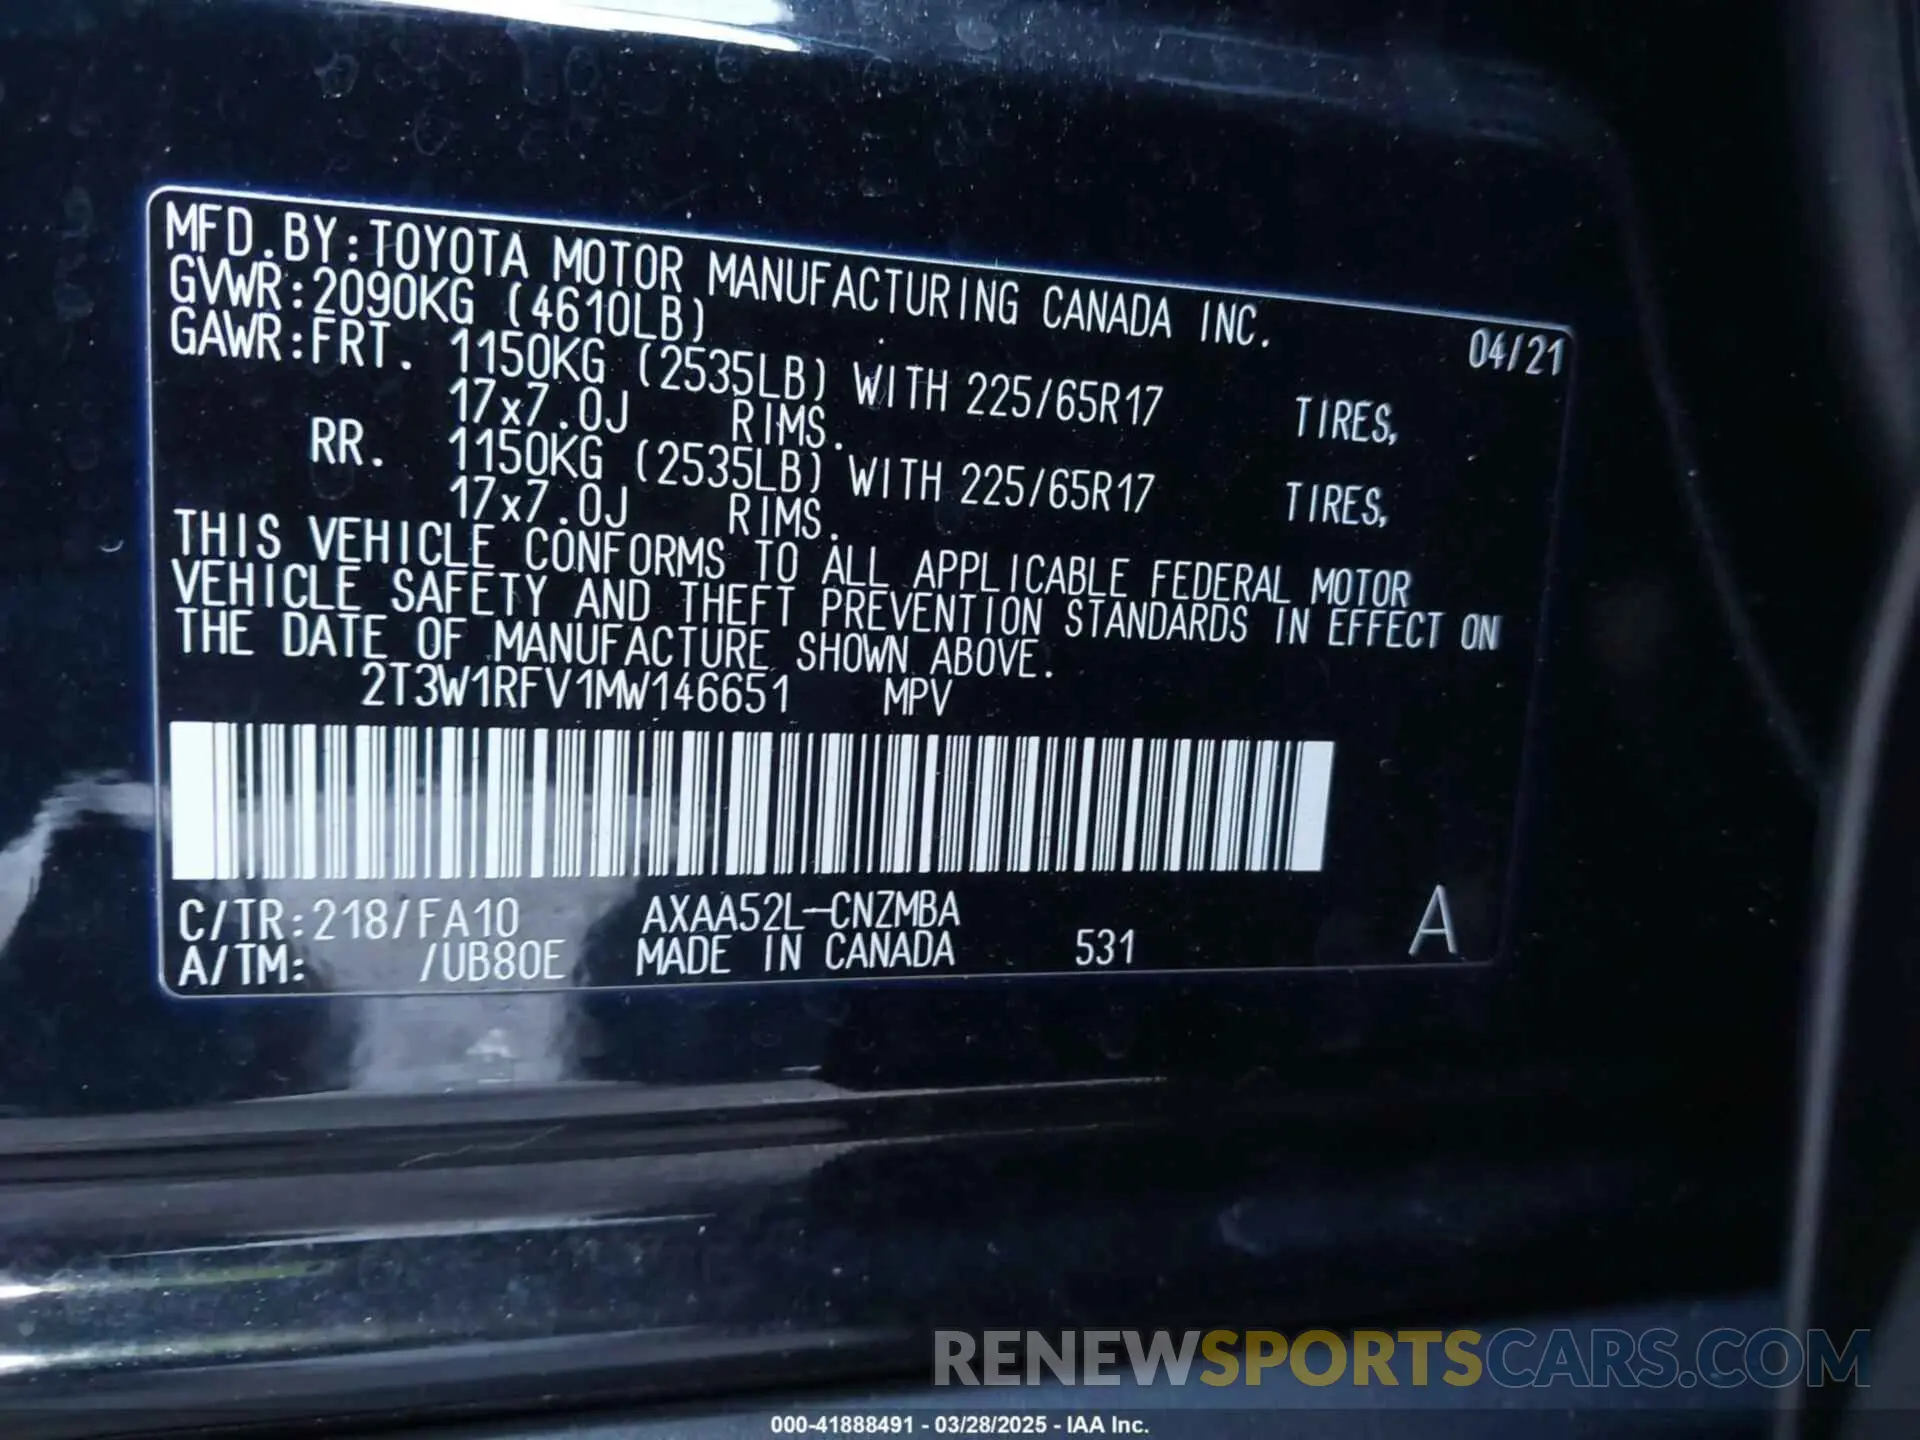 MFD.BY:TOYOTA MOTOR MANUFACTURING CANADA INC. 04/21
GVWR:2090KG (4610LB)
GAWR:FRT. 1150KG (2535LB) WITH 225/65R17 TIRES,
17x7.0J RIMS.
RR. 1150KG (2535LB) WITH 225/65R17 TIRES,
17x7.0J RIMS.
THIS VEHICLE CONFORMS TO ALL APPLICABLE FEDERAL MOTOR
VEHICLE SAFETY AND THEFT PREVENTION STANDARDS IN EFFECT ON
THE DATE OF MANUFACTURE SHOWN ABOVE.
2T3W1RFV1MW146651 MPV
C/TR:218/FA10 AXAA52L-CNZMBA A
A/TM: /UB80E MADE IN CANADA 531
RENEWSPORTSCARS.COM
000-41888491 - 03/28/2025 - IAA Inc.